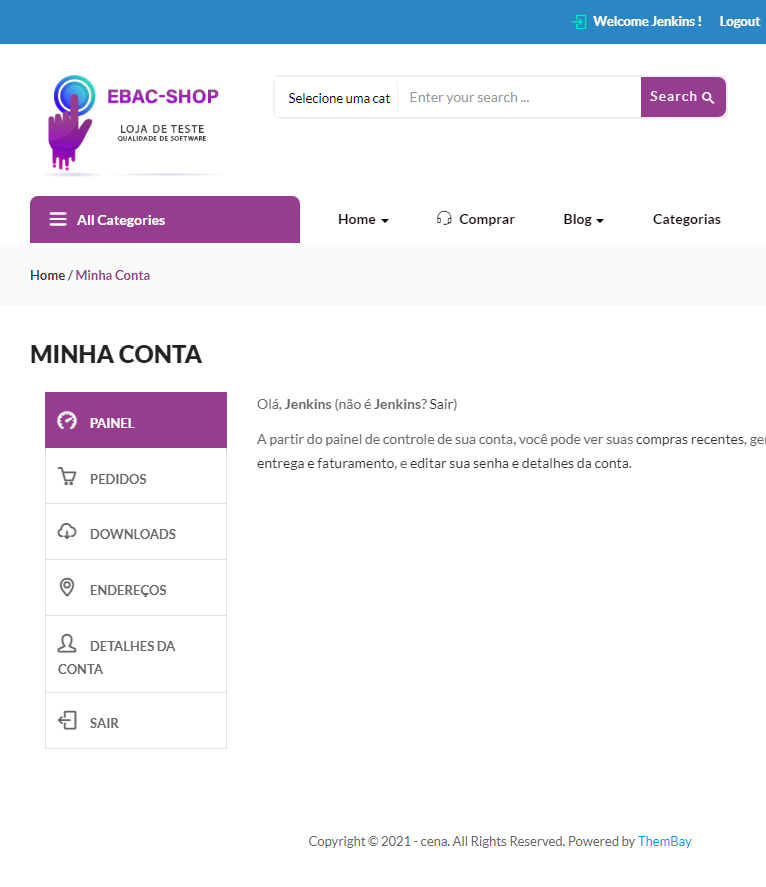 Welcome Jenkins ! Logout
EBAC-SHOP
LOJA DE TESTE
QUALIDADE DE SOFTWARE
Selecione uma cat
Enter your search ...
Search
All Categories
Home
Comprar
Blog
Categorias
Home / Minha Conta
MINHA CONTA
PAINEL
PEDIDOS
DOWNLOADS
ENDEREÇOS
DETALHES DA
CONTA
SAIR
Olá, Jenkins (não é Jenkins? Sair)
A partir do painel de controle de sua conta, você pode ver suas compras recentes,
entrega e faturamento, e editar sua senha e detalhes da conta.
Copyright © 2021 - cena. All Rights Reserved. Powered by ThemBay